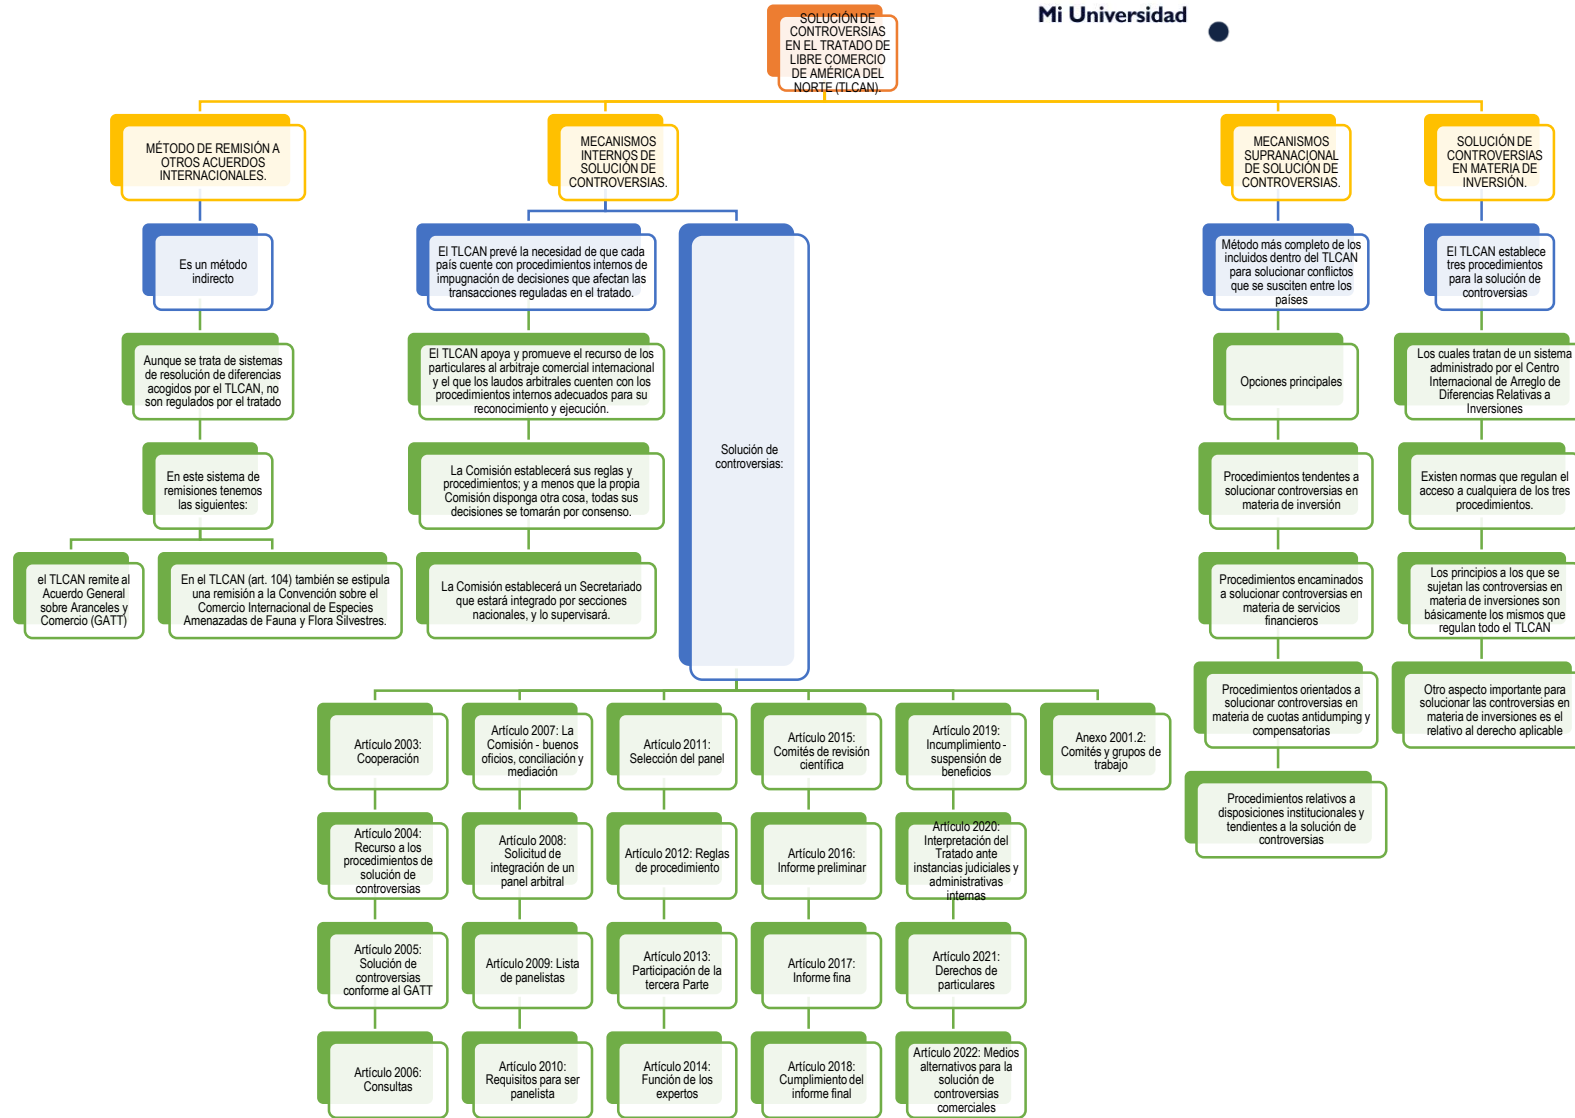 Mi Universidad
SOLUCIÓN DE
CONTROVERSIAS
EN EL TRATADO DE
LIBRE COMERCIO
DE AMÉRICA DEL
NORTE (TLCAN).
MÉTODO DE REMISIÓN A
OTROS ACUERDOS
INTERNACIONALES.
Es un método
indirecto
Aunque se trata de sistemas
de resolución de diferencias
acogidos por el TLCAN, no
son regulados por el tratado
En este sistema de
remisiones tenemos
las siguientes:
el TLCAN remite al
Acuerdo General
sobre Aranceles y
Comercio (GATT)
En el TLCAN (art. 104) también se estipula
una remisión a la Convención sobre el
Comercio Internacional de Especies
Amenazadas de Fauna y Flora Silvestres.
MECANISMOS
INTERNOS DE
SOLUCIÓN DE
CONTROVERSIAS.
El TLCAN prevé la necesidad de que cada
país cuente con procedimientos internos de
impugnación de decisiones que afectan las
transacciones reguladas en el tratado.
El TLCAN apoya y promueve el recurso de los
particulares al arbitraje comercial internacional
y el que los laudos arbitrales cuenten con los
procedimientos internos adecuados para su
reconocimiento y ejecución.
La Comisión establecerá sus reglas y
procedimientos; y a menos que la propia
Comisión disponga otra cosa, todas sus
decisiones se tomarán por consenso.
La Comisión establecerá un Secretariado
que estará integrado por secciones
nacionales, y lo supervisará.
Solución de
controversias:
Artículo 2003:
Cooperación
Artículo 2004:
Recurso a los
procedimientos de
solución de
controversias
Artículo 2005:
Solución de
controversias
conforme al GATT
Artículo 2006:
Consultas
Artículo 2007: La
Comisión - buenos
oficios, conciliación y
mediación
Artículo 2008:
Solicitud de
integración de un
panel arbitral
Artículo 2009: Lista
de panelistas
Artículo 2010:
Requisitos para ser
panelista
Artículo 2011:
Selección del panel
Artículo 2012: Reglas
de procedimiento
Artículo 2013:
Participación de la
tercera Parte
Artículo 2014:
Función de los
expertos
Artículo 2015:
Comités de revisión
científica
Artículo 2016:
Informe preliminar
Artículo 2017:
Informe fina
Artículo 2018:
Cumplimiento del
informe final
Artículo 2019:
Incumplimiento -
suspensión de
beneficios
Artículo 2020:
Interpretación del
Tratado ante
instancias judiciales y
administrativas
internas
Artículo 2021:
Derechos de
particulares
Artículo 2022: Medios
alternativos para la
solución de
controversias
comerciales
Anexo 2001.2:
Comités y grupos de
trabajo
MECANISMOS
SUPRANACIONAL
DE SOLUCIÓN DE
CONTROVERSIAS.
Método más completo de los
incluidos dentro del TLCAN
para solucionar conflictos
que se susciten entre los
países
Opciones principales
Procedimientos tendentes a
solucionar controversias en
materia de inversión
Procedimientos encaminados
a solucionar controversias en
materia de servicios
financieros
Procedimientos orientados a
solucionar controversias en
materia de cuotas antidumping y
compensatorias
Procedimientos relativos a
disposiciones institucionales y
tendientes a la solución de
controversias
SOLUCIÓN DE
CONTROVERSIAS
EN MATERIA DE
INVERSIÓN.
El TLCAN establece
tres procedimientos
para la solución de
controversias
Los cuales tratan de un sistema
administrado por el Centro
Internacional de Arreglo de
Diferencias Relativas a
Inversiones
Existen normas que regulan el
acceso a cualquiera de los tres
procedimientos.
Los principios a los que se
sujetan las controversias en
materia de inversiones son
básicamente los mismos que
regulan todo el TLCAN
Otro aspecto importante para
solucionar las controversias en
materia de inversiones es el
relativo al derecho aplicable